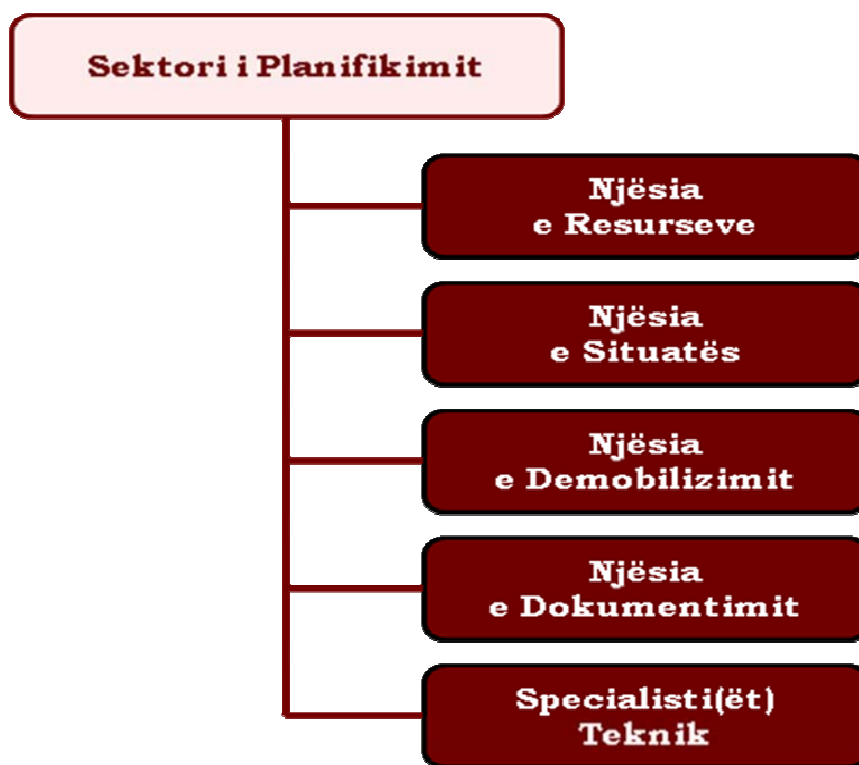 Sektori i Planifikimit
Njësia
e Resurseve
Njësia
e Situatës
Njësia
e Demobilizimit
Njësia
e Dokumentimit
Specialisti(ët)
Teknik